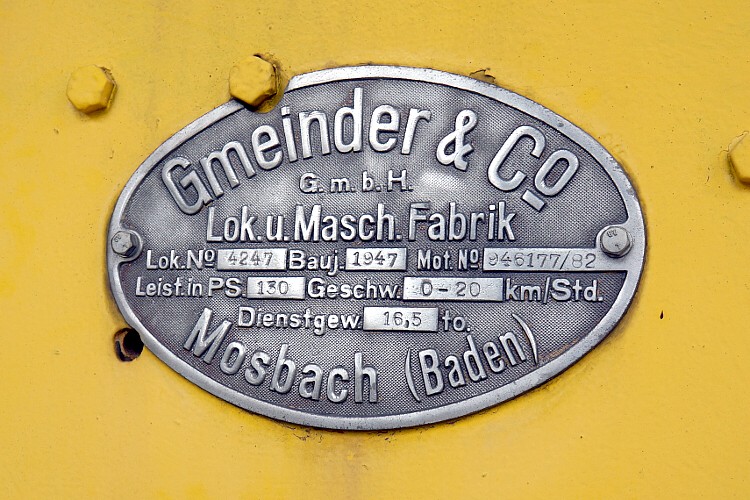 Gmeinder & Co
G.m.b.H.
Lok.u.Masch.Fabrik
Lok.No 4247 Bauj. 1947 Mot.No 946177/82
Leist.in PS 130 Geschw. 0-20 km/Std.
Dienstgew. 16,5 to.
Mosbach (Baden)